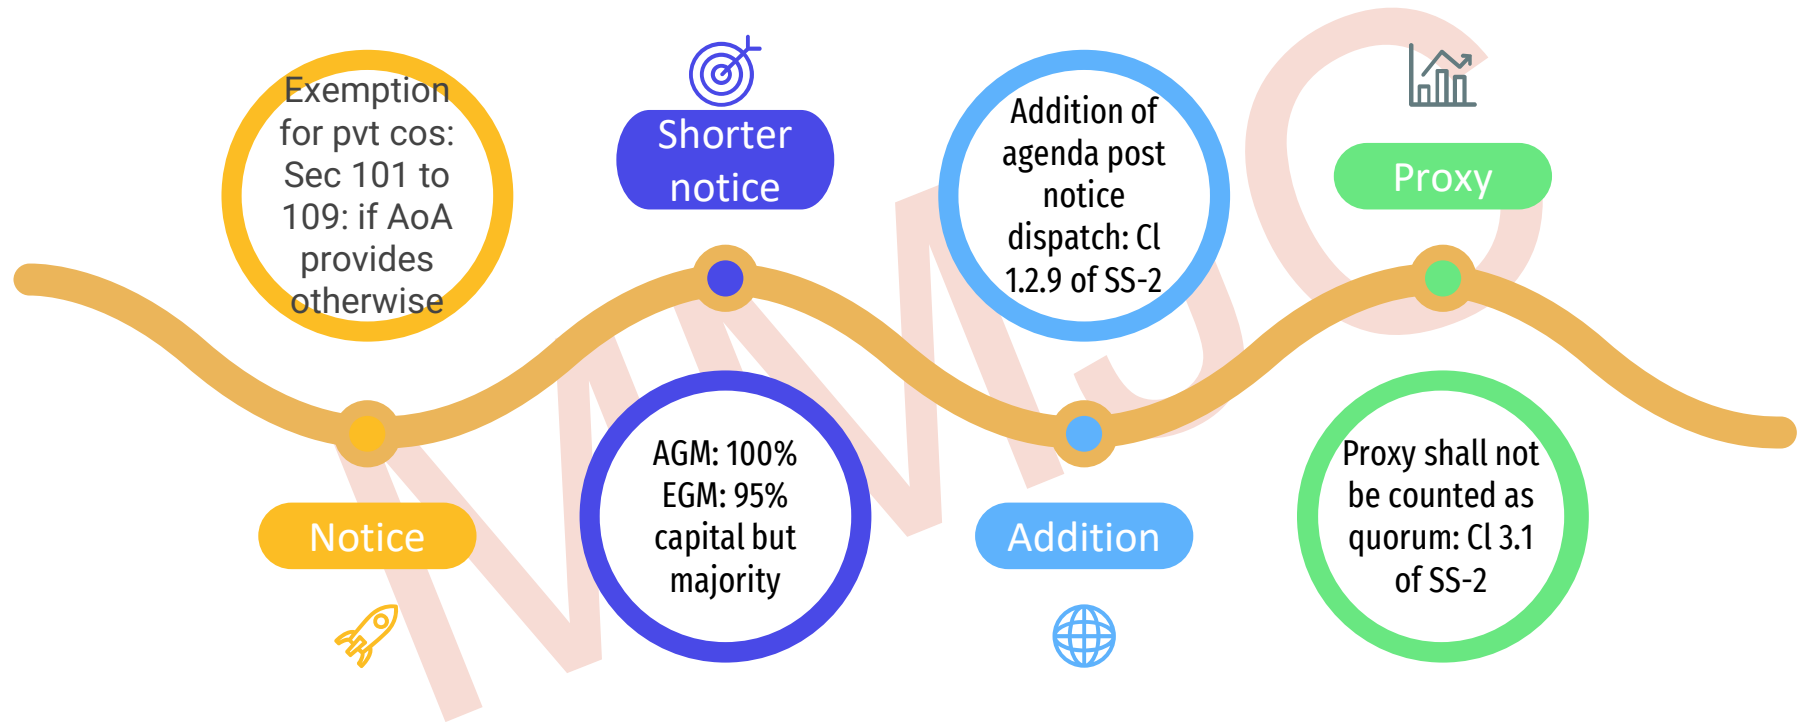 Exemption
for pvt cos:
Sec 101 to
109: if AoA
provides
otherwise
Notice
Shorter
notice
AGM: 100%
EGM: 95%
capital but
majority
Addition of
agenda post
notice
dispatch: Cl
1.2.9 of SS-2
Addition
Proxy
Proxy shall not
be counted as
quorum: Cl 3.1
of SS-2
MMJC